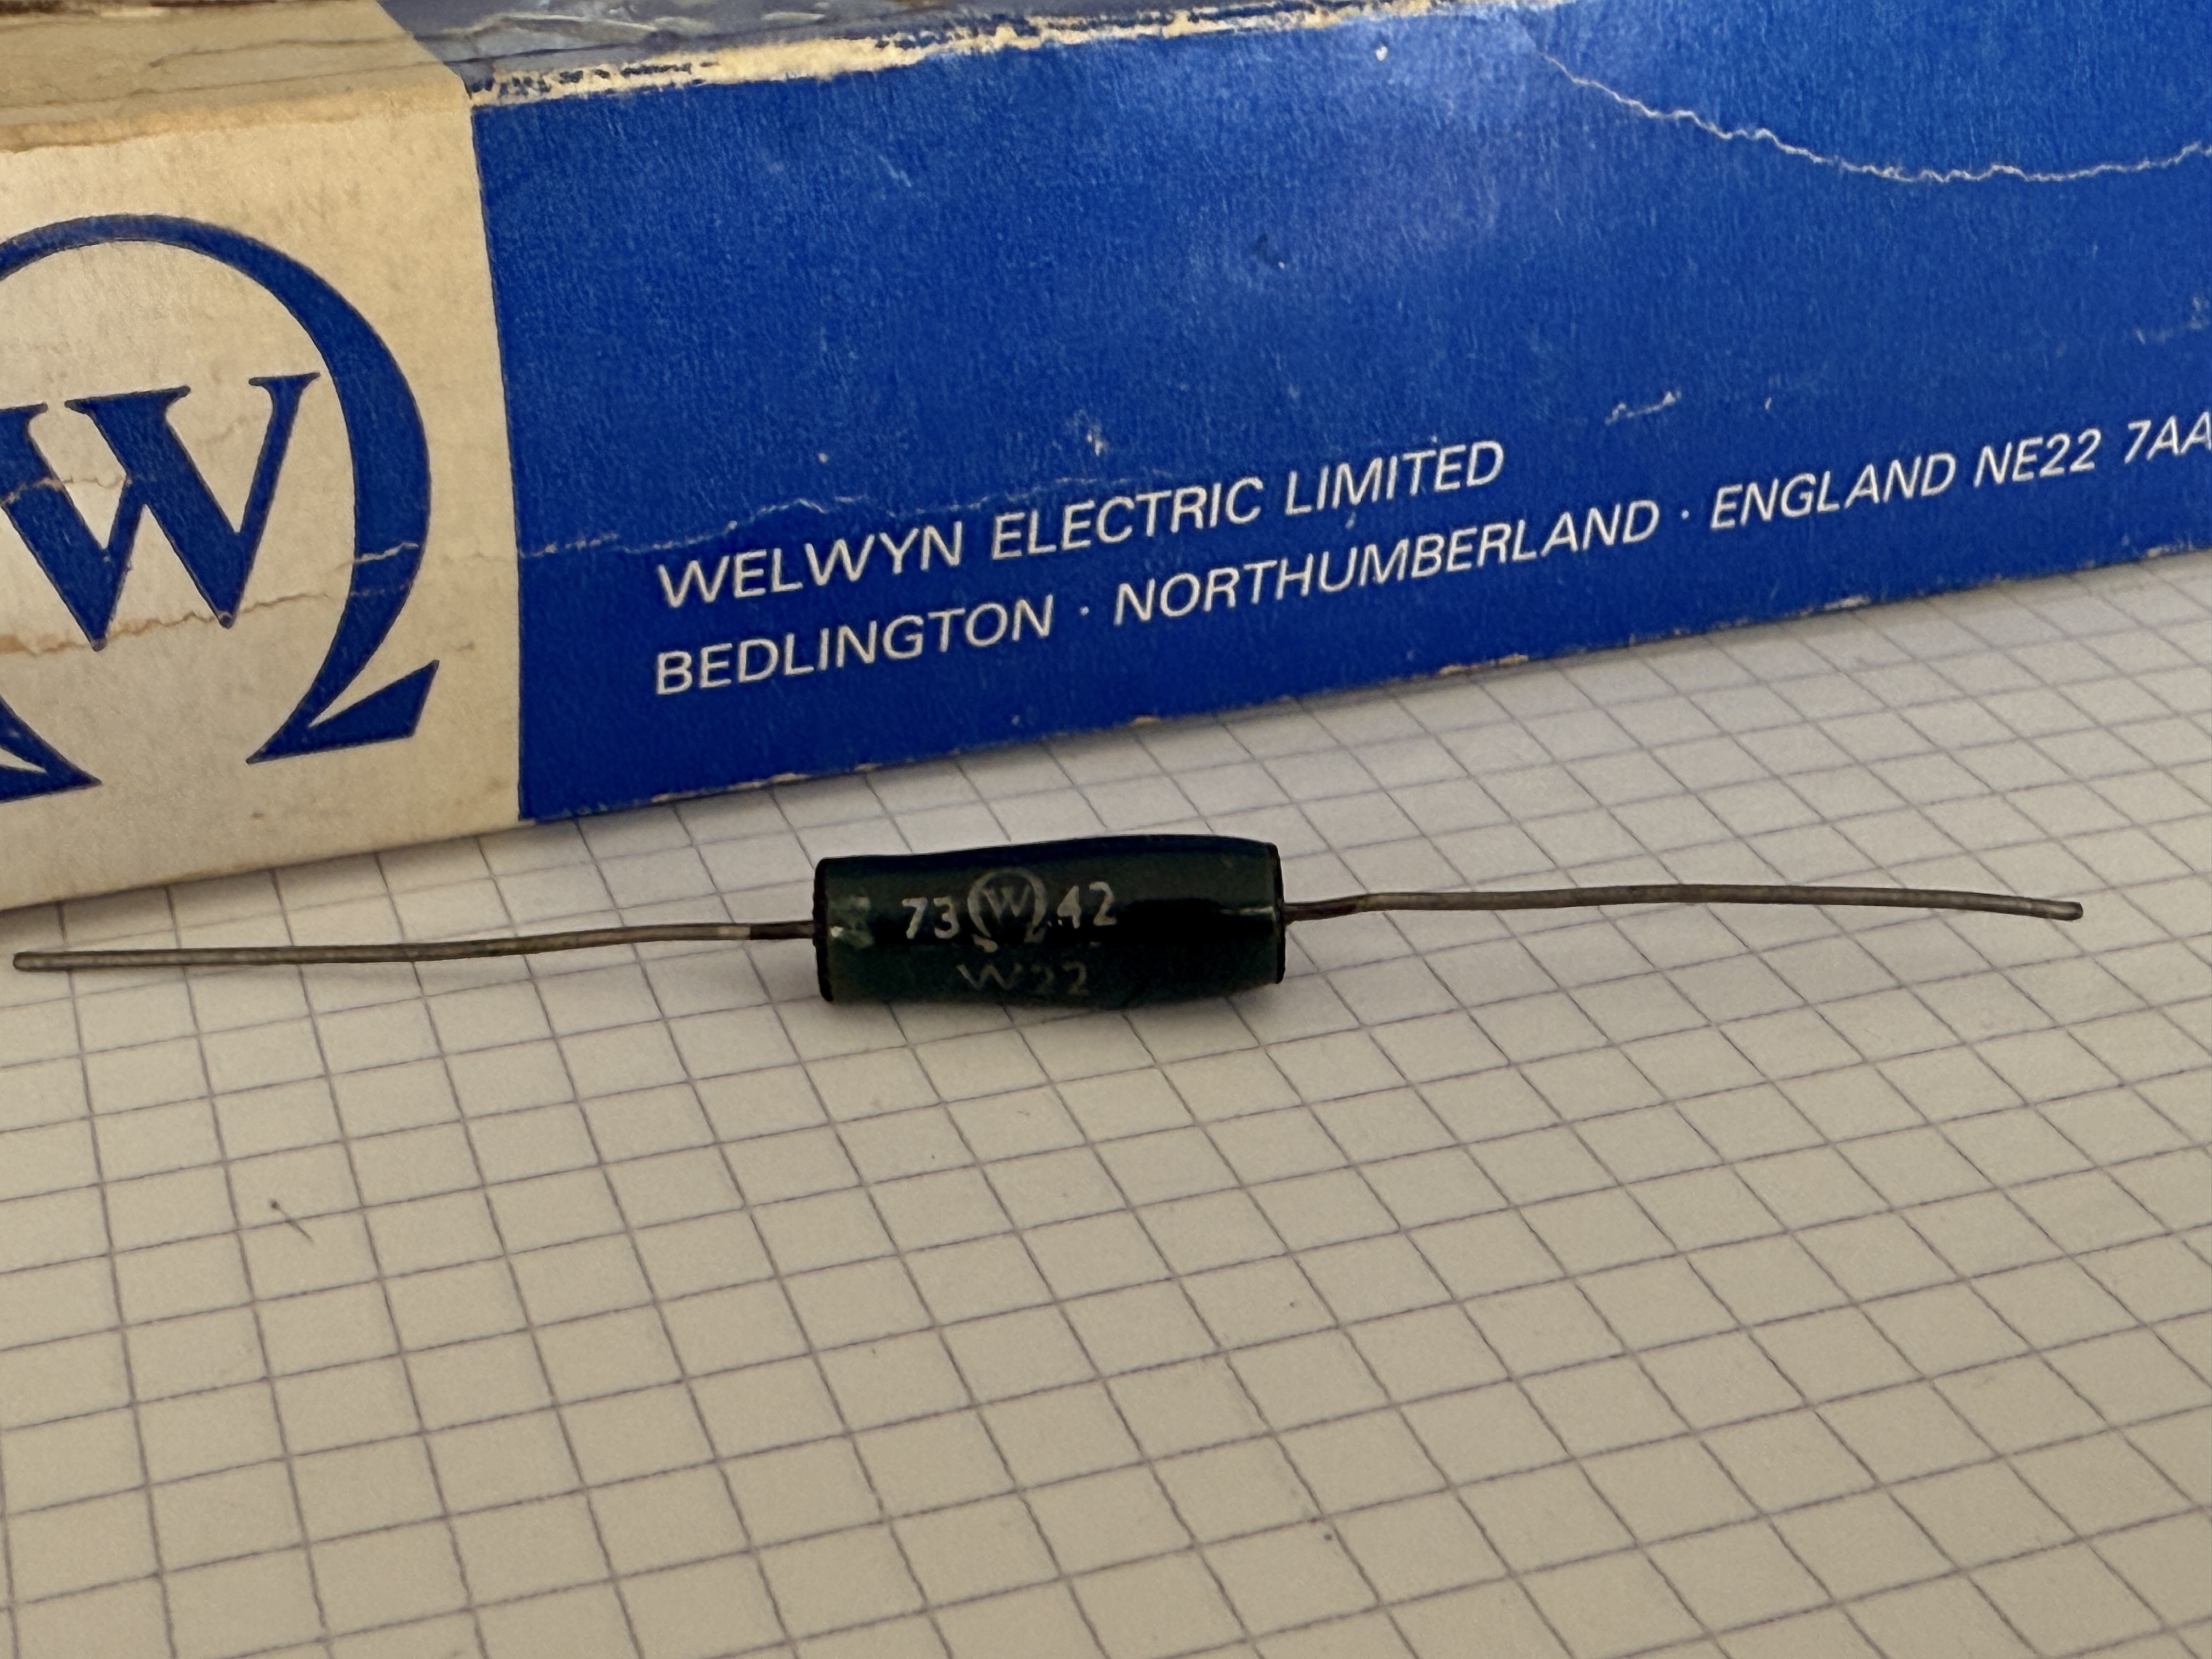 W
WELWYN ELECTRIC LIMITED
BEDLINGTON · NORTHUMBERLAND · ENGLAND NE22 7AA
73 W 42
W22